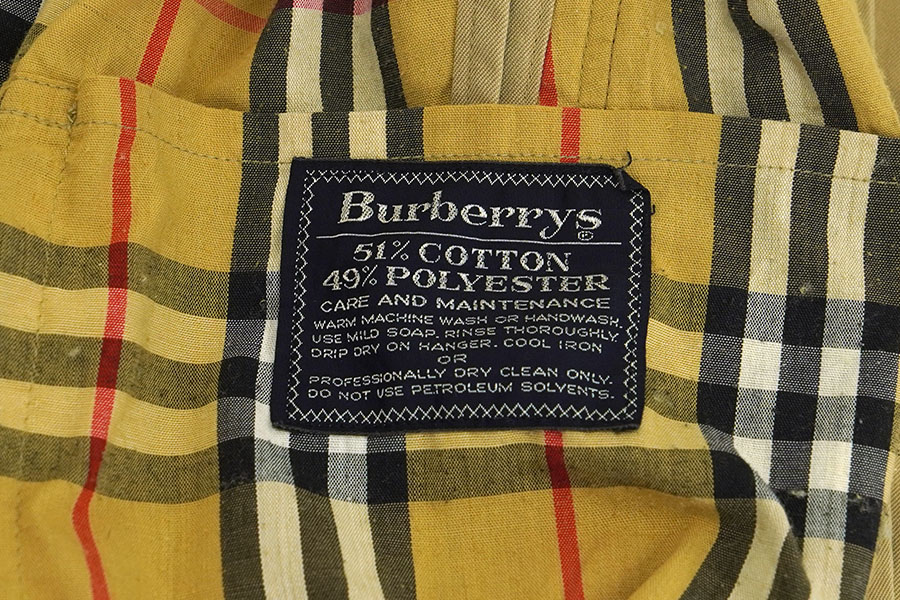 Burberrys
®
51% COTTON
49% POLYESTER
CARE AND MAINTENANCE
WARM MACHINE WASH OR HANDWASH.
USE MILD SOAP. RINSE THOROUGHLY.
DRIP DRY ON HANGER. COOL IRON
OR
PROFESSIONALLY DRY CLEAN ONLY.
DO NOT USE PETROLEUM SOLVENTS.